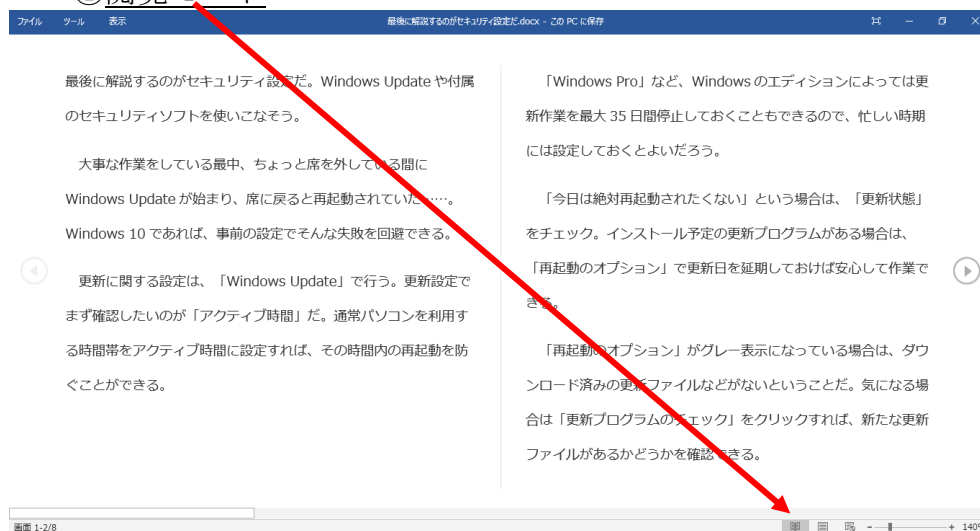 ファイル ツール 表示 最後に解説するのがセキュリティ設定だ.docx - この PC に保存
最後に解説するのがセキュリティ設定だ。Windows Update や付属
のセキュリティソフトを使いこなそう。
大事な作業をしている最中、ちょっと席を外している間に
Windows Update が始まり、席に戻ると再起動されていた……。
Windows 10 であれば、事前の設定でそんな失敗を回避できる。
更新に関する設定は、「Windows Update」で行う。更新設定で
まず確認したいのが「アクティブ時間」だ。通常パソコンを利用す
る時間帯をアクティブ時間に設定すれば、その時間内の再起動を防
ぐことができる。
「Windows Pro」など、Windows のエディションによっては更
新作業を最大 35 日間停止しておくこともできるので、忙しい時期
には設定しておくとよいだろう。
「今日は絶対再起動されたくない」という場合は、「更新状態」
をチェック。インストール予定の更新プログラムがある場合は、
「再起動のオプション」で更新日を延期しておけば安心して作業で
きる。
「再起動のオプション」がグレー表示になっている場合は、ダウ
ンロード済みの更新ファイルなどがないということだ。気になる場
合は「更新プログラムのチェック」をクリックすれば、新たな更新
ファイルがあるかどうかを確認できる。
画面 1-2/8